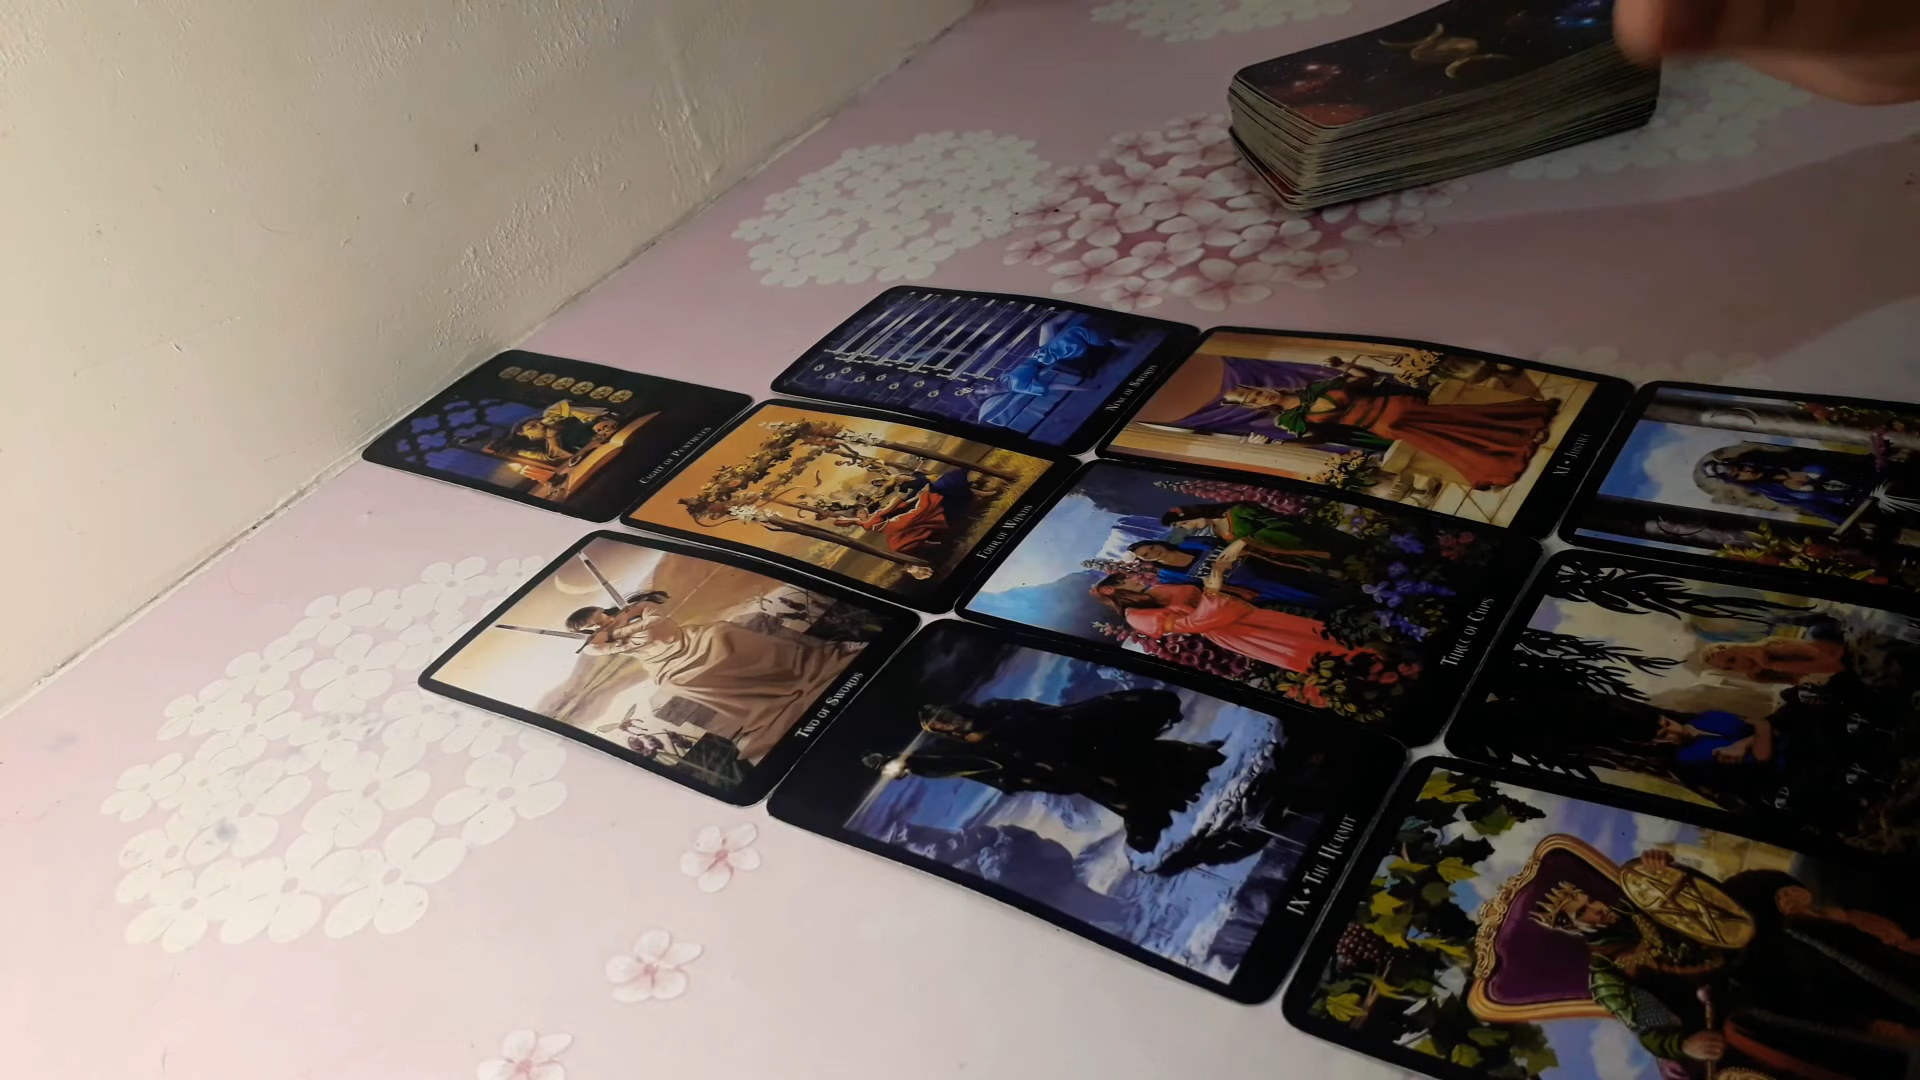 Eight of Pentacles
Nine of Swords
XI • Justice
Four of Wands
Three of Cups
Two of Swords
IX • The Hermit